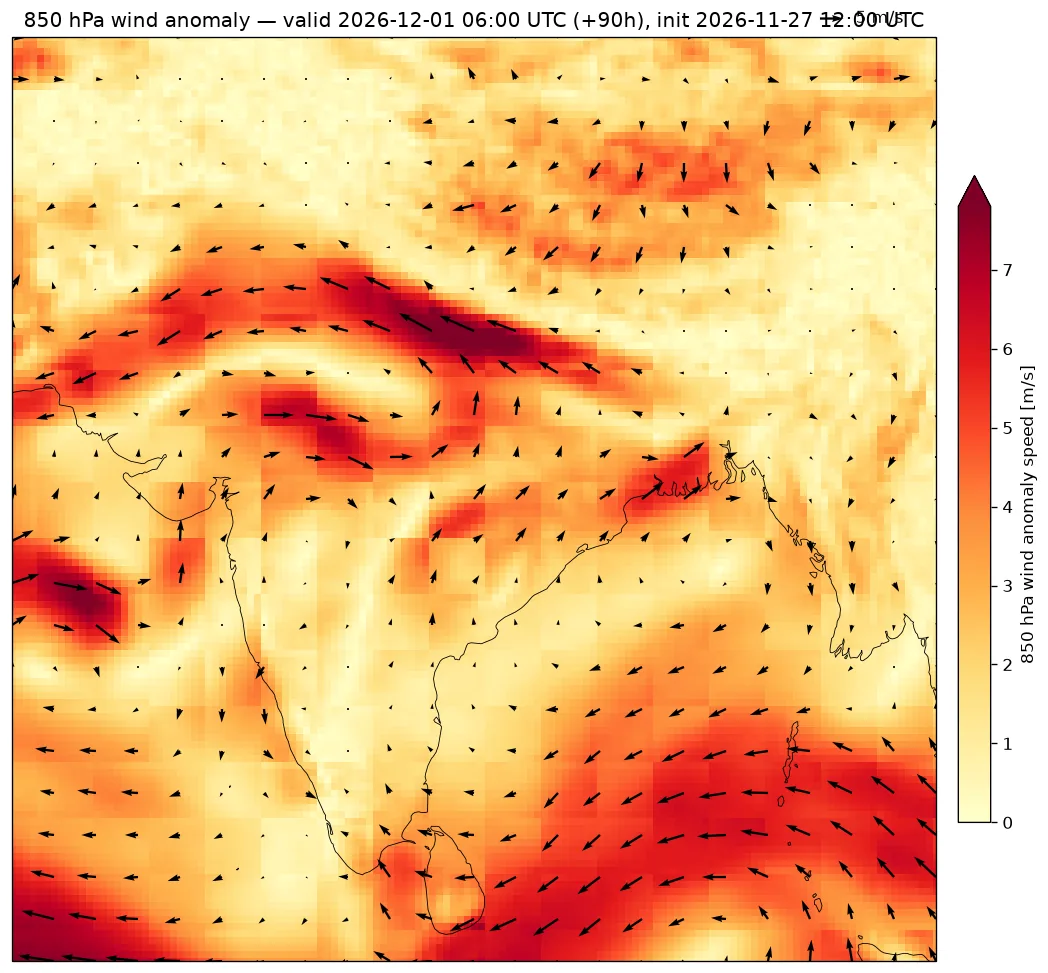 850 hPa wind anomaly — valid 2026-12-01 06:00 UTC (+90h), init 2026-11-27 12:00 UTC
5 m/s
7
6
5
4
3
2
1
0
850 hPa wind anomaly speed [m/s]